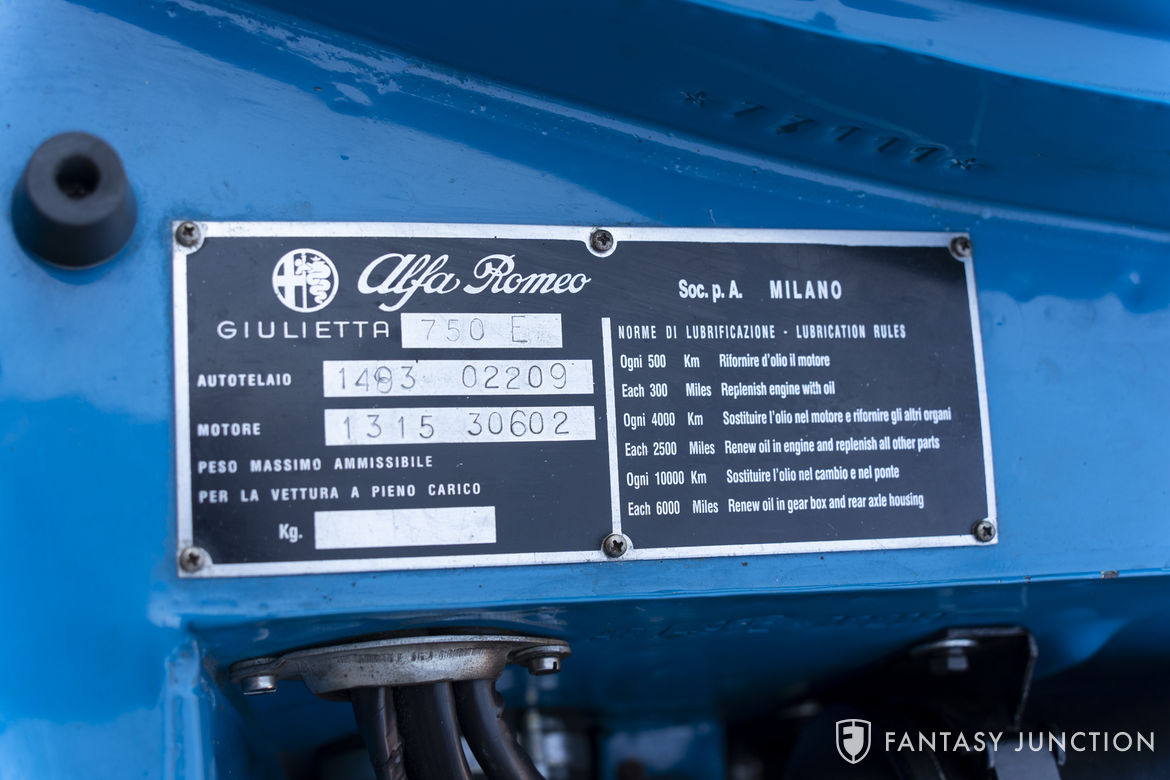 Alfa Romeo
GIULIETTA 750 E
AUTOTELAIO 1493 02209
MOTORE 1315 30602
PESO MASSIMO AMMISSIBILE
PER LA VETTURA A PIENO CARICO
Kg.
Soc. p. A. MILANO
NORME DI LUBRIFICAZIONE - LUBRICATION RULES
Ogni 500 Km Rifornire d'olio il motore
Each 300 Miles Replenish engine with oil
Ogni 4000 Km Sostituire l'olio nel motore e rifornire gli altri organi
Each 2500 Miles Renew oil in engine and replenish all other parts
Ogni 10000 Km Sostituire l'olio nel cambio e nel ponte
Each 6000 Miles Renew oil in gear box and rear axle housing
FANTASY JUNCTION